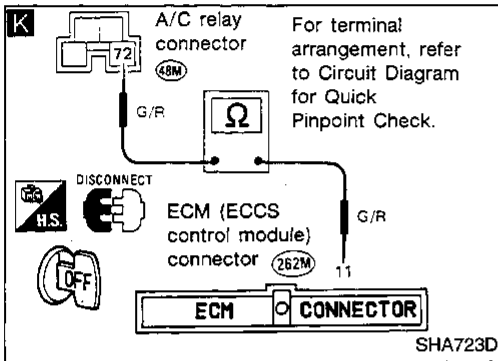 K
A/C relay
connector
72
48M
For terminal
arrangement, refer
to Circuit Diagram
for Quick
Pinpoint Check.
G/R
Ω
DISCONNECT
H.S.
OFF
ECM (ECCS
control module)
connector
262M
G/R
11
ECM CONNECTOR
SHA723D